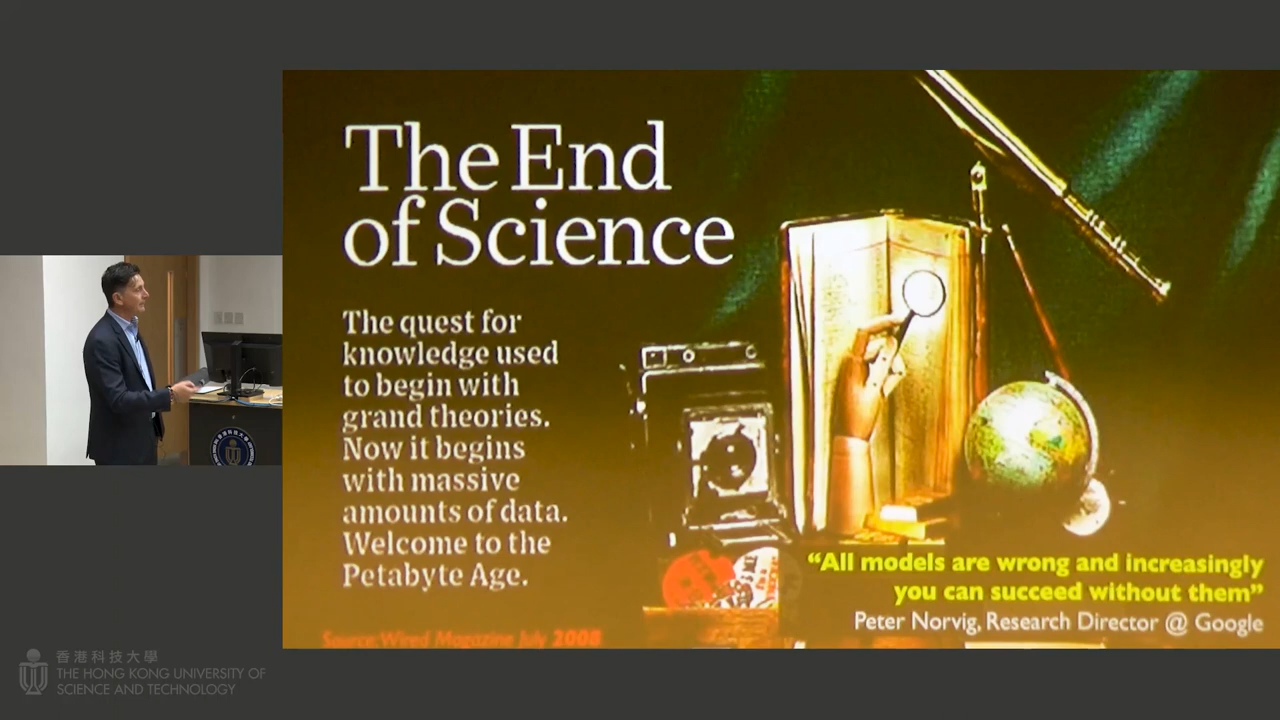 The End
of Science
The quest for
knowledge used
to begin with
grand theories.
Now it begins
with massive
amounts of data.
Welcome to the
Petabyte Age.
“All models are wrong and increasingly
you can succeed without them”
Peter Norvig, Research Director @ Google
Source: Wired Magazine July 2008
香港科技大學
THE HONG KONG UNIVERSITY OF
SCIENCE AND TECHNOLOGY